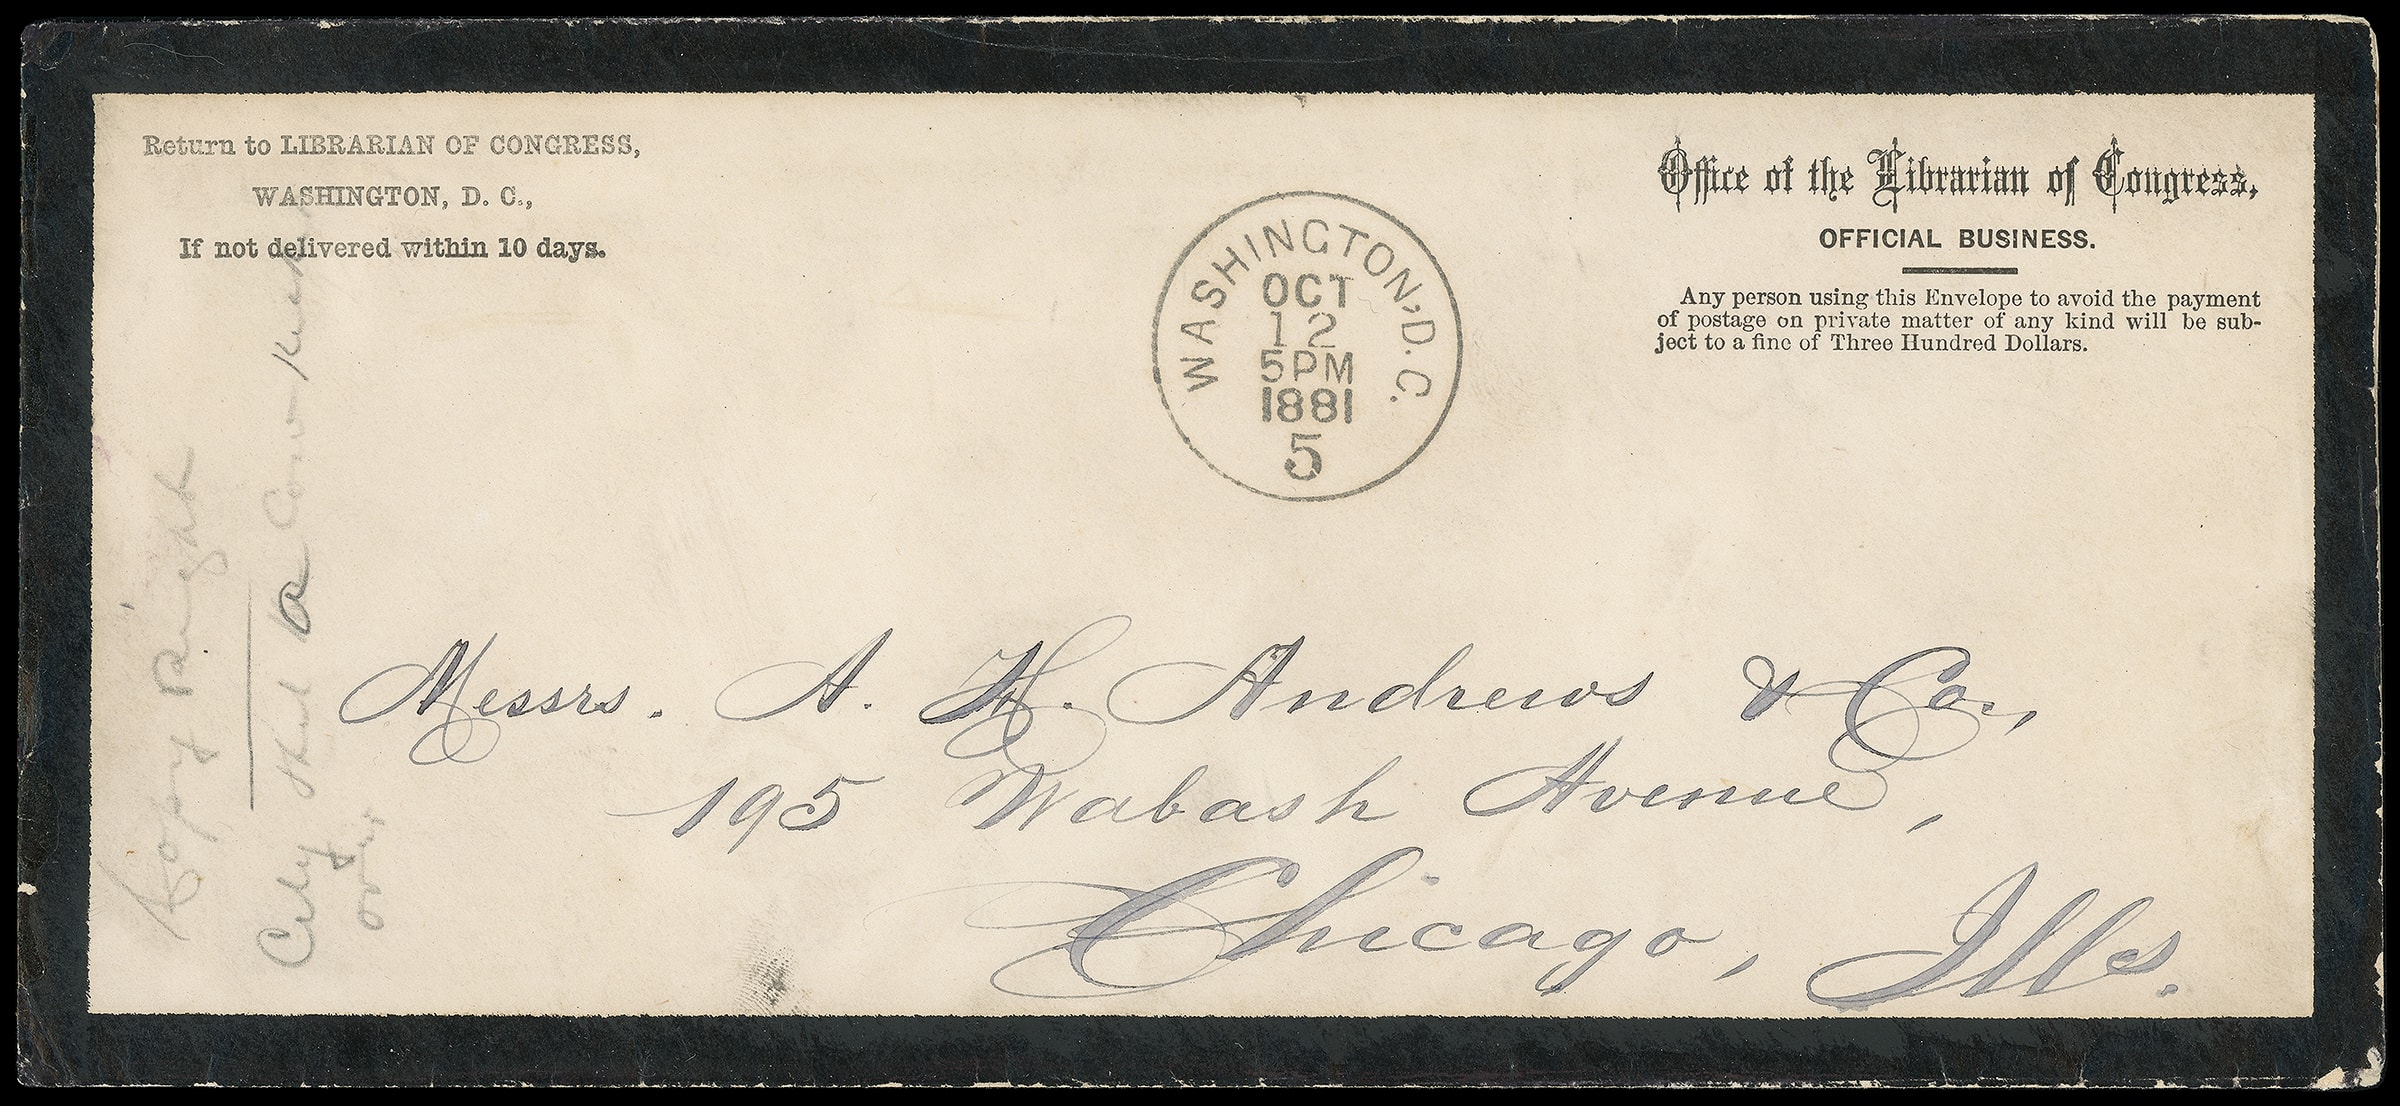 Return to LIBRARIAN OF CONGRESS,
WASHINGTON, D. C.,
If not delivered within 10 days.
WASHINGTON, D.C.
OCT
12
5PM
1881
5
Office of the Librarian of Congress,
OFFICIAL BUSINESS.
Any person using this Envelope to avoid the payment
of postage on private matter of any kind will be sub-
ject to a fine of Three Hundred Dollars.
Copy Right
Messrs. A. H. Andrews & Co.,
195 Wabash Avenue,
Chicago, Ills.